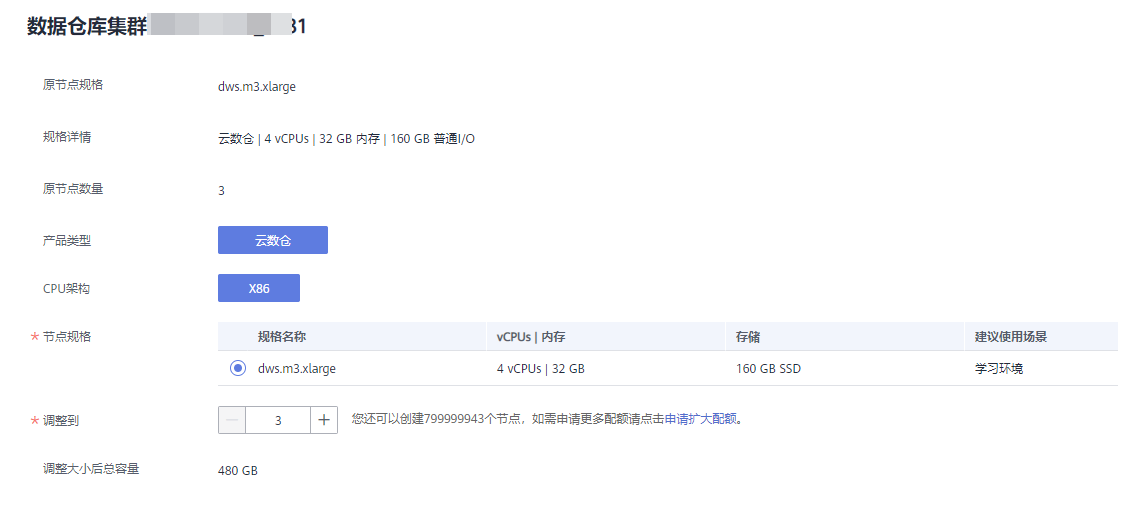 数据仓库集群
原节点规格 dws.m3.xlarge
规格详情 云数仓 | 4 vCPUs | 32 GB 内存 | 160 GB 普通I/O
原节点数量 3
产品类型 云数仓
CPU架构 X86
* 节点规格 规格名称 vCPUs | 内存 存储 建议使用场景
dws.m3.xlarge 4 vCPUs | 32 GB 160 GB SSD 学习环境
* 调整到 — 3 + 您还可以创建799999943个节点，如需申请更多配额请点击申请扩大配额。
调整大小后总容量 480 GB